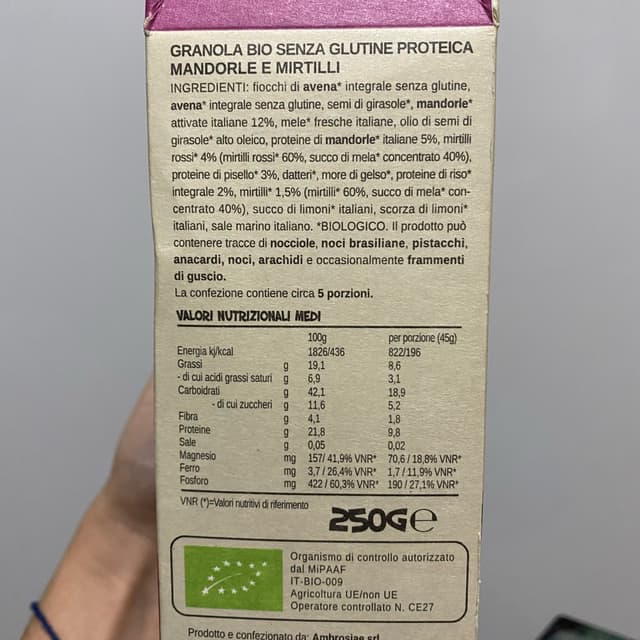 GRANOLA BIO SENZA GLUTINE PROTEICA
MANDORLE E MIRTILLI
INGREDIENTI: fiocchi di avena* integrale senza glutine,
avena* integrale senza glutine, semi di girasole*, mandorle*
attivate italiane 12%, mele* fresche italiane, olio di semi di
girasole* alto oleico, proteine di mandorle* italiane 5%, mirtilli
rossi* 4% (mirtilli rossi* 60%, succo di mela* concentrato 40%),
proteine di pisello* 3%, datteri*, more di gelso*, proteine di riso*
integrale 2%, mirtilli* 1,5% (mirtilli* 60%, succo di mela* con-
centrato 40%), succo di limoni* italiani, scorza di limoni*
italiani, sale marino italiano. *BIOLOGICO. Il prodotto può
contenere tracce di nocciole, noci brasiliane, pistacchi,
anacardi, noci, arachidi e occasionalmente frammenti
di guscio.
La confezione contiene circa 5 porzioni.
VALORI NUTRIZIONALI MEDI
100g per porzione (45g)
Energia kj/kcal 1826/436 822/196
Grassi g 19,1 8,6
- di cui acidi grassi saturi g 6,9 3,1
Carboidrati g 42,1 18,9
- di cui zuccheri g 11,6 5,2
Fibra g 4,1 1,8
Proteine g 21,8 9,8
Sale g 0,05 0,02
Magnesio mg 157/ 41,9% VNR* 70,6 / 18,8% VNR*
Ferro mg 3,7 / 26,4% VNR* 1,7 / 11,9% VNR*
Fosforo mg 422 / 60,3% VNR* 190 / 27,1% VNR*
VNR (*)=Valori nutritivi di riferimento
250G℮
Organismo di controllo autorizzato
dal MiPAAF
IT-BIO-009
Agricoltura UE/non UE
Operatore controllato N. CE27
Prodotto e confezionato da: Ambrosiae srl